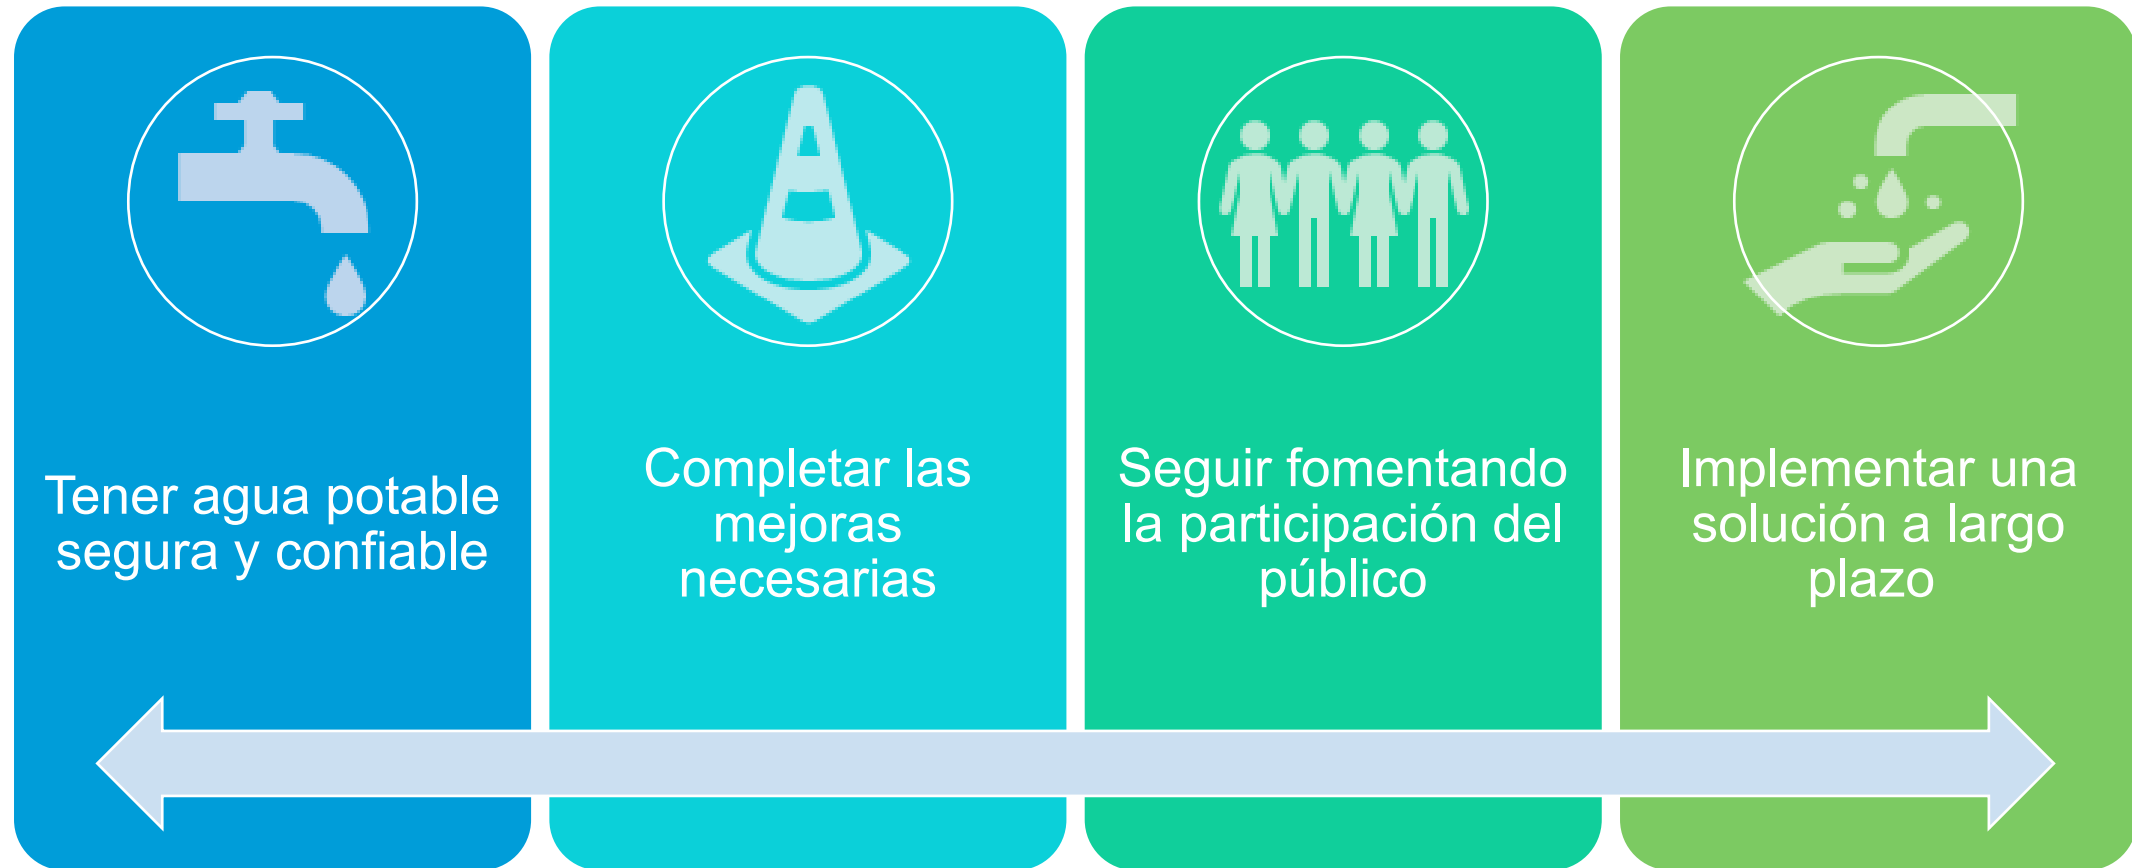 Tener agua potable
segura y confiable
Completar las
mejoras
necesarias
Seguir fomentando
la participación del
público
Implementar una
solución a largo
plazo